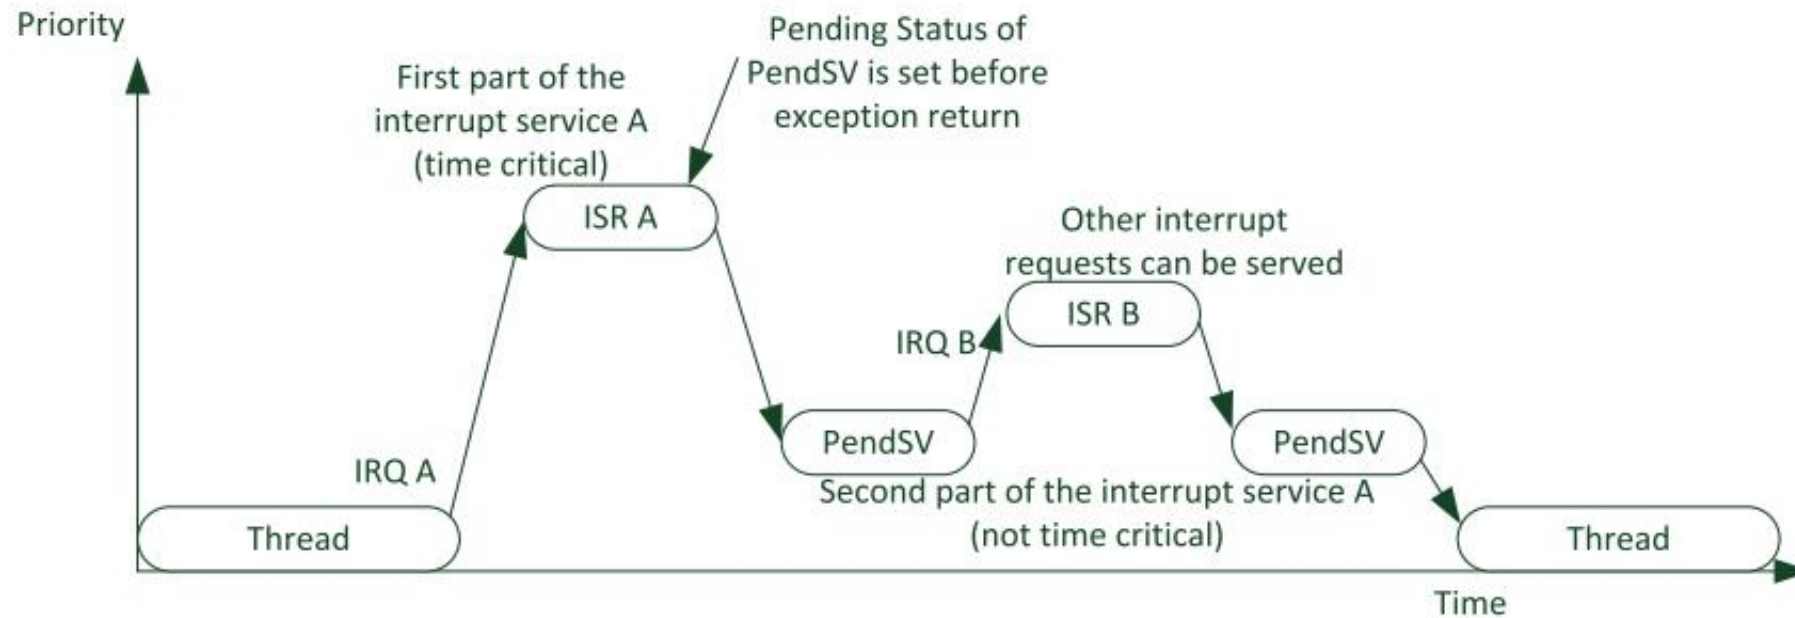 Priority
Pending Status of
PendSV is set before
exception return
First part of the
interrupt service A
(time critical)
ISR A
Other interrupt
requests can be served
ISR B
IRQ B
PendSV
PendSV
IRQ A
Second part of the interrupt service A
(not time critical)
Thread
Thread
Time